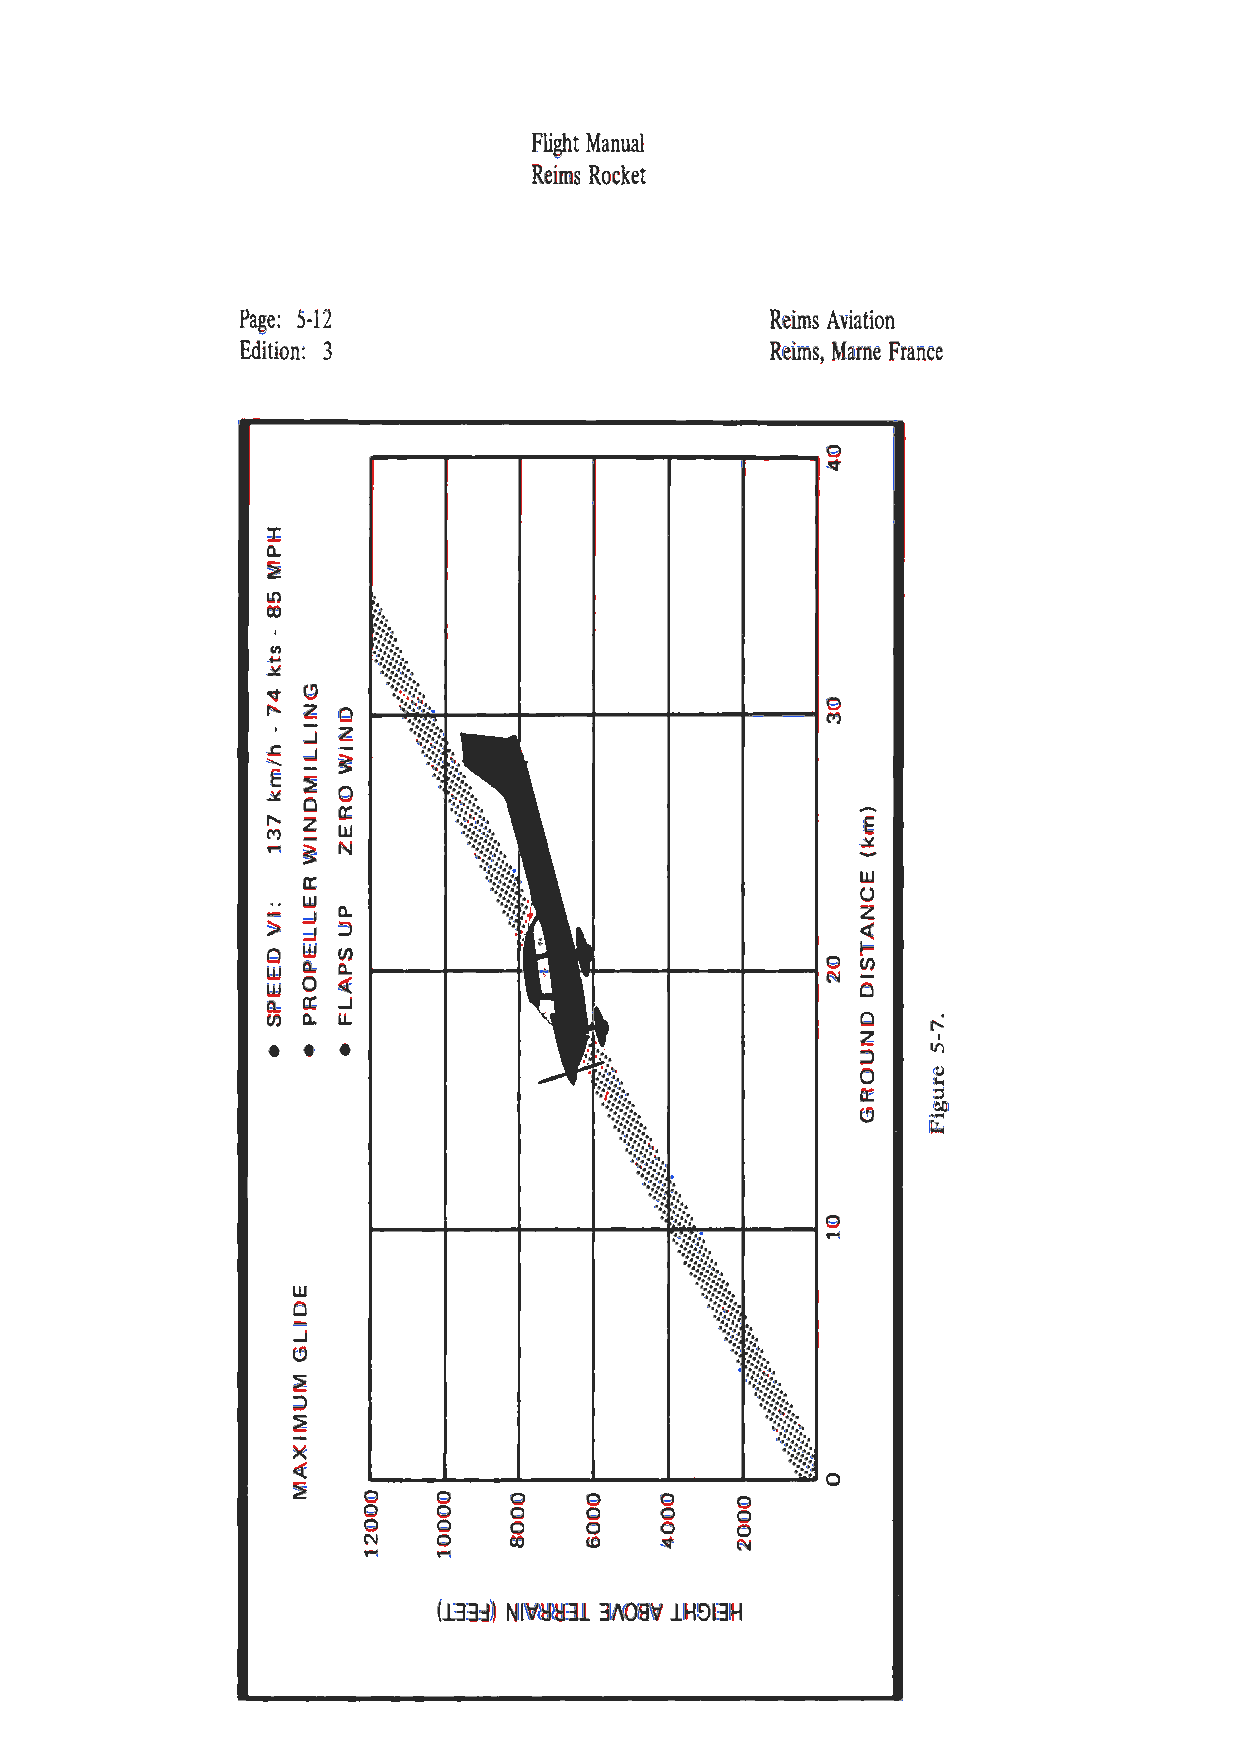 Flight Manual
Reims Rocket
Page: 5-12
Edition: 3
Reims Aviation
Reims, Marne France
MAXIMUM GLIDE
● SPEED Vi: 137 km/h - 74 kts - 85 MPH
● PROPELLER WINDMILLING
● FLAPS UP ZERO WIND
HEIGHT ABOVE TERRAIN (FEET)
12000
10000
8000
6000
4000
2000
0
10
20
30
40
GROUND DISTANCE (km)
Figure 5-7.